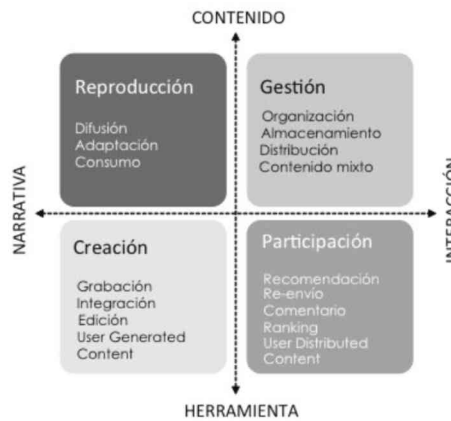 CONTENIDO
Reproducción
Difusión
Adaptación
Consumo
Gestión
Organización
Almacenamiento
Distribución
Contenido mixto
NARRATIVA
INTERACCIÓN
Creación
Grabación
Integración
Edición
User Generated
Content
Participación
Recomendación
Re-envío
Comentario
Ranking
User Distributed
Content
HERRAMIENTA